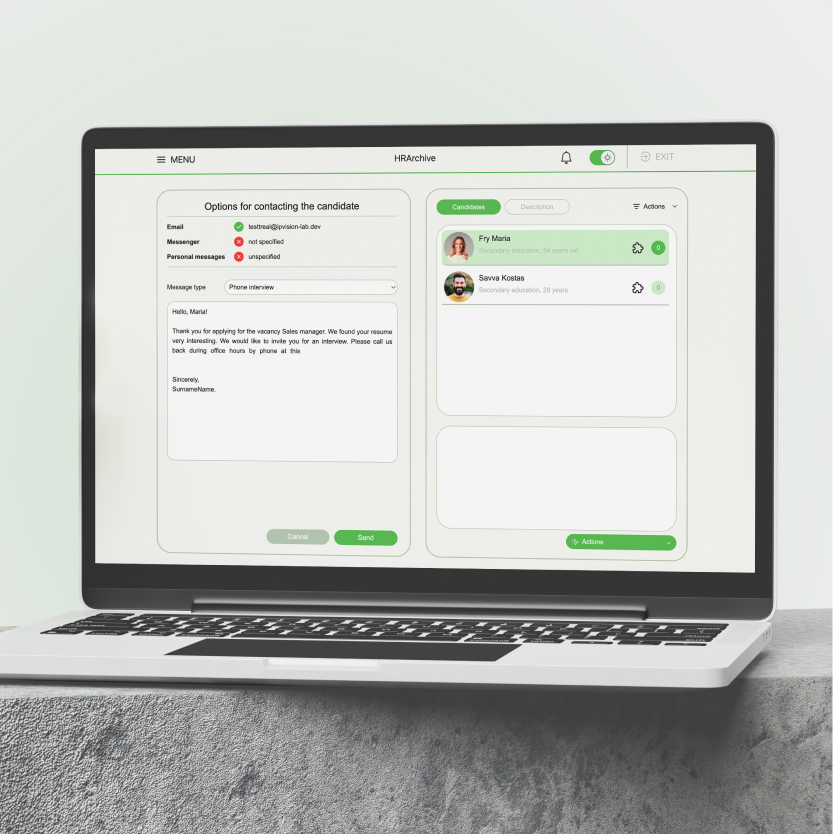 MENU
HRArchive
EXIT
Options for contacting the candidate
Email
testtreal@ipvision-lab.dev
Messenger
not specified
Personal messages
unspecified
Message type
Phone interview
Hello, Maria!
Thank you for applying for the vacancy Sales manager. We found your resume
very interesting. We would like to invite you for an interview. Please call us
back during office hours by phone at this
Sincerely,
SurnameName.
Cancel
Send
Candidates
Description
Actions
Fry Maria
Secondary education, 54 years old
0
Savva Kostas
Secondary education, 28 years
0
Actions